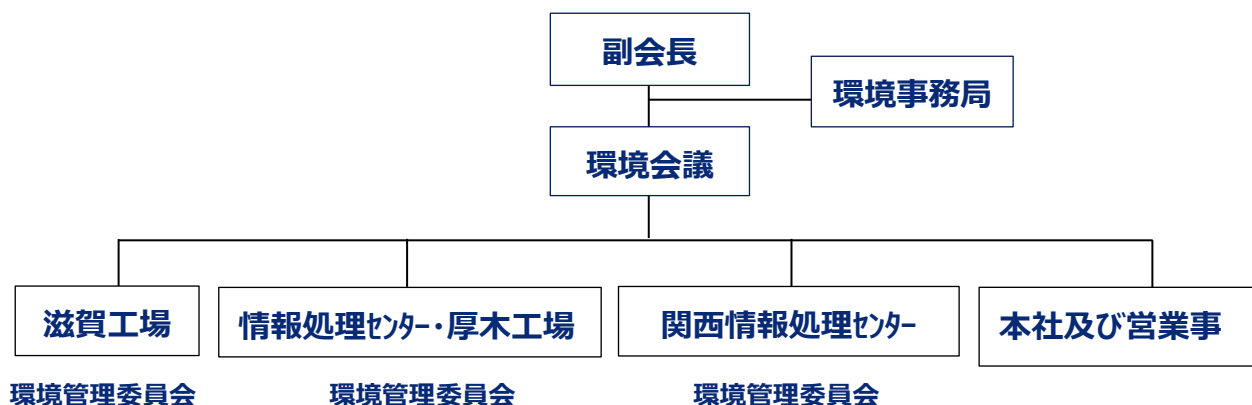 副会長
環境事務局
環境会議
滋賀工場
情報処理ｾﾝﾀｰ・厚木工場
関西情報処理ｾﾝﾀｰ
本社及び営業事
環境管理委員会
環境管理委員会
環境管理委員会